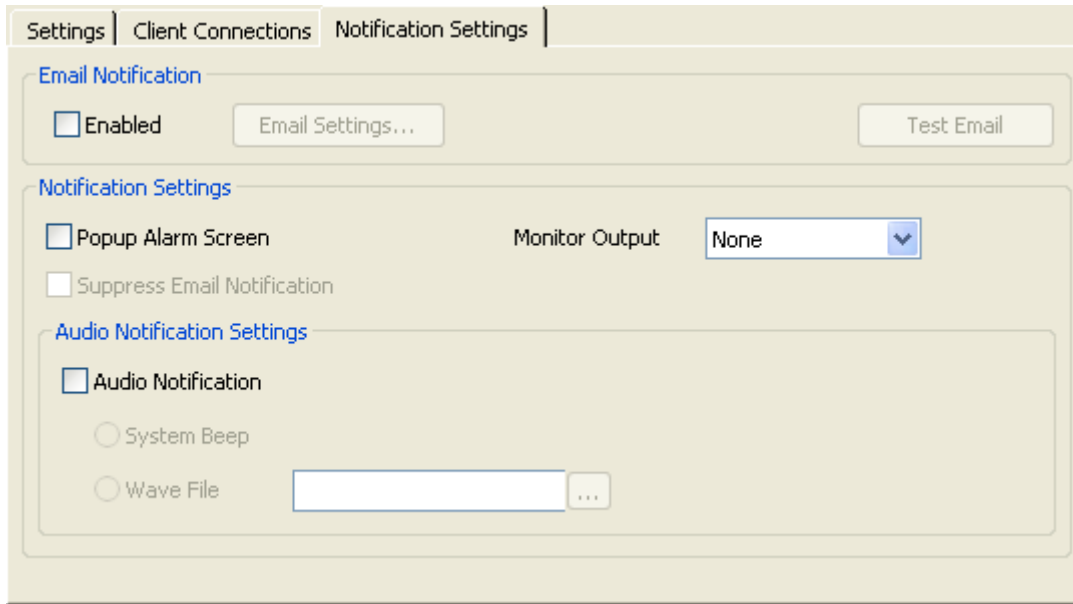 Settings
Client Connections
Notification Settings
Email Notification
Enabled
Email Settings...
Test Email
Notification Settings
Popup Alarm Screen
Monitor Output
None
Suppress Email Notification
Audio Notification Settings
Audio Notification
System Beep
Wave File
...